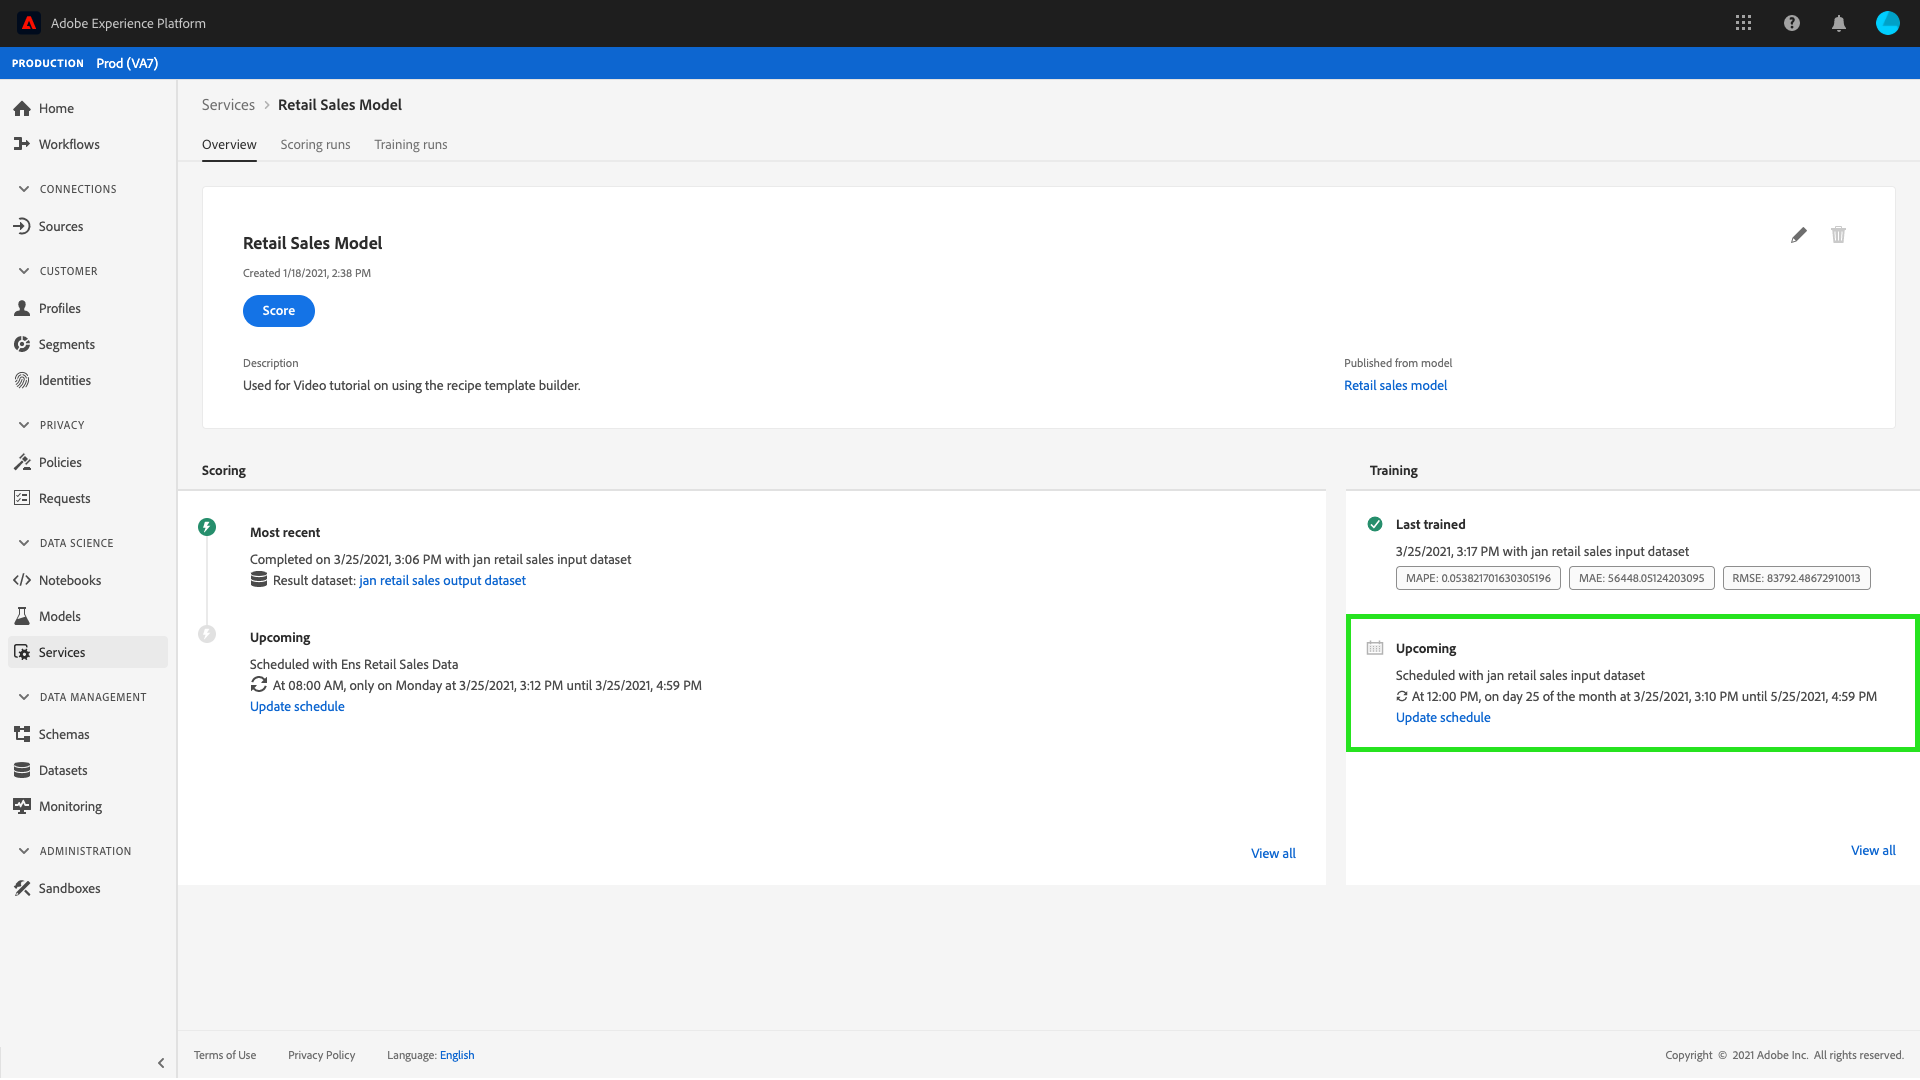 Adobe Experience Platform
PRODUCTION Prod (VA7)
Home
Workflows
CONNECTIONS
Sources
CUSTOMER
Profiles
Segments
Identities
PRIVACY
Policies
Requests
DATA SCIENCE
Notebooks
Models
Services
DATA MANAGEMENT
Schemas
Datasets
Monitoring
ADMINISTRATION
Sandboxes
Services > Retail Sales Model
Overview Scoring runs Training runs
Retail Sales Model
Created 1/18/2021, 2:38 PM
Score
Description
Used for Video tutorial on using the recipe template builder.
Published from model
Retail sales model
Scoring
Most recent
Completed on 3/25/2021, 3:06 PM with jan retail sales input dataset
Result dataset: jan retail sales output dataset
Upcoming
Scheduled with Ens Retail Sales Data
At 08:00 AM, only on Monday at 3/25/2021, 3:12 PM until 3/25/2021, 4:59 PM
Update schedule
View all
Training
Last trained
3/25/2021, 3:17 PM with jan retail sales input dataset
MAPE: 0.053821701630305196 MAE: 56448.05124203095 RMSE: 83792.48672910013
Upcoming
Scheduled with jan retail sales input dataset
At 12:00 PM, on day 25 of the month at 3/25/2021, 3:10 PM until 5/25/2021, 4:59 PM
Update schedule
View all
Terms of Use Privacy Policy Language: English
Copyright © 2021 Adobe Inc. All rights reserved.